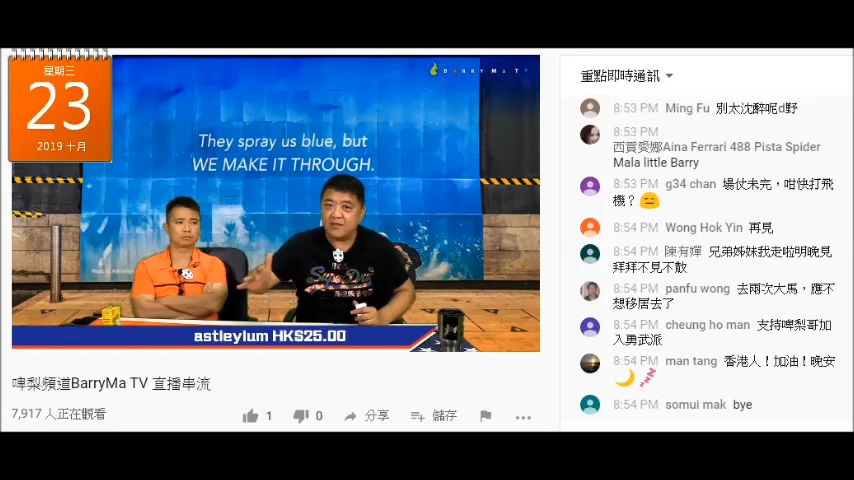 星期三
23
2019 十月
BARRY MA TV
They spray us blue, but
WE MAKE IT THROUGH.
astleylum HK$25.00
啤梨頻道BarryMa TV 直播串流
7,917 人正在觀看
1
0
分享
儲存
重點即時通訊
8:53 PM Ming Fu 別太沈醉呢d野
8:53 PM
西貢愛娜Aina Ferrari 488 Pista Spider
Mala little Barry
8:53 PM g34 chan 場仗未完，咁快打飛
機？
8:54 PM Wong Hok Yin 再見
8:54 PM 陳有嬋 兄弟姊妹我走啦明晚見
拜拜不見不散
8:54 PM panfu wong 去兩次大馬，應不
想移居去了
8:54 PM cheung ho man 支持啤梨哥加
入勇武派
8:54 PM man tang 香港人！加油！晚安
8:54 PM somui mak bye